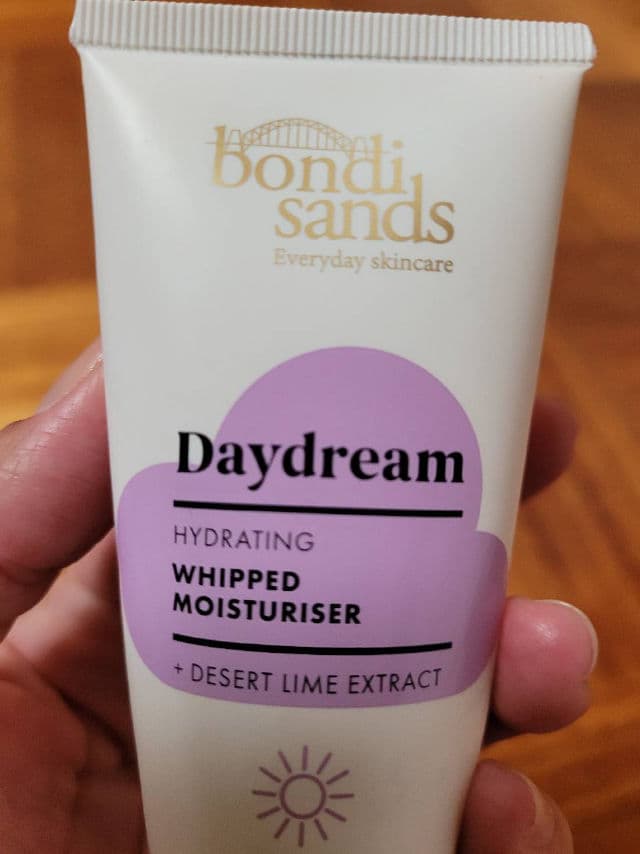 bondi
sands
Everyday skincare
Daydream
HYDRATING
WHIPPED
MOISTURISER
+ DESERT LIME EXTRACT